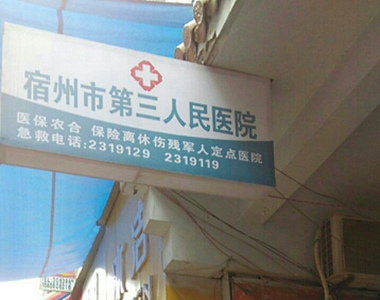 宿州市第三人民医院
医保农合 保险离休伤残军人定点医院
急救电话:2319129 2319119